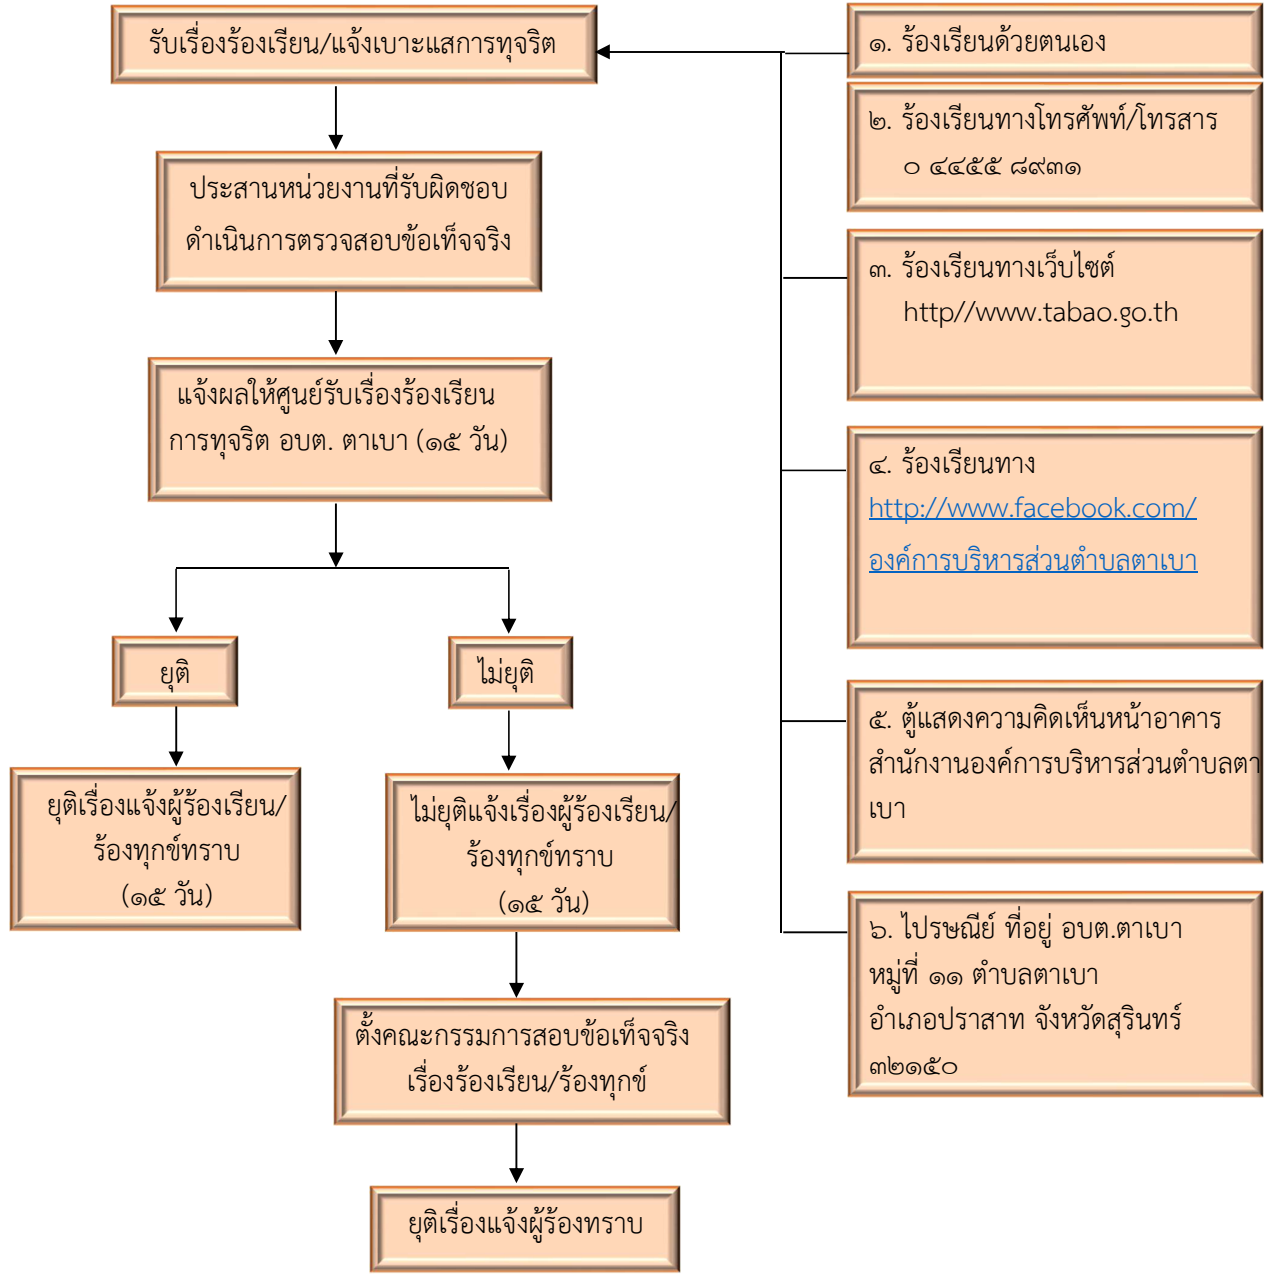 รับเรื่องร้องเรียน/แจ้งเบาะแสการทุจริต
ประสานหน่วยงานที่รับผิดชอบ
ดำเนินการตรวจสอบข้อเท็จจริง
แจ้งผลให้ศูนย์รับเรื่องร้องเรียน
การทุจริต อบต. ตาเบา (๑๕ วัน)
ยุติ
ไม่ยุติ
ยุติเรื่องแจ้งผู้ร้องเรียน/
ร้องทุกข์ทราบ
(๑๕ วัน)
ไม่ยุติแจ้งเรื่องผู้ร้องเรียน/
ร้องทุกข์ทราบ
(๑๕ วัน)
ตั้งคณะกรรมการสอบข้อเท็จจริง
เรื่องร้องเรียน/ร้องทุกข์
ยุติเรื่องแจ้งผู้ร้องทราบ
๑. ร้องเรียนด้วยตนเอง
๒. ร้องเรียนทางโทรศัพท์/โทรสาร
๐ ๔๔๕๕ ๘๙๓๑
๓. ร้องเรียนทางเว็บไซต์
http//www.tabao.go.th
๔. ร้องเรียนทาง
http://www.facebook.com/
องค์การบริหารส่วนตำบลตาเบา
๕. ตู้แสดงความคิดเห็นหน้าอาคาร
สำนักงานองค์การบริหารส่วนตำบลตา
เบา
๖. ไปรษณีย์ ที่อยู่ อบต.ตาเบา
หมู่ที่ ๑๑ ตำบลตาเบา
อำเภอปราสาท จังหวัดสุรินทร์
๓๒๑๕๐